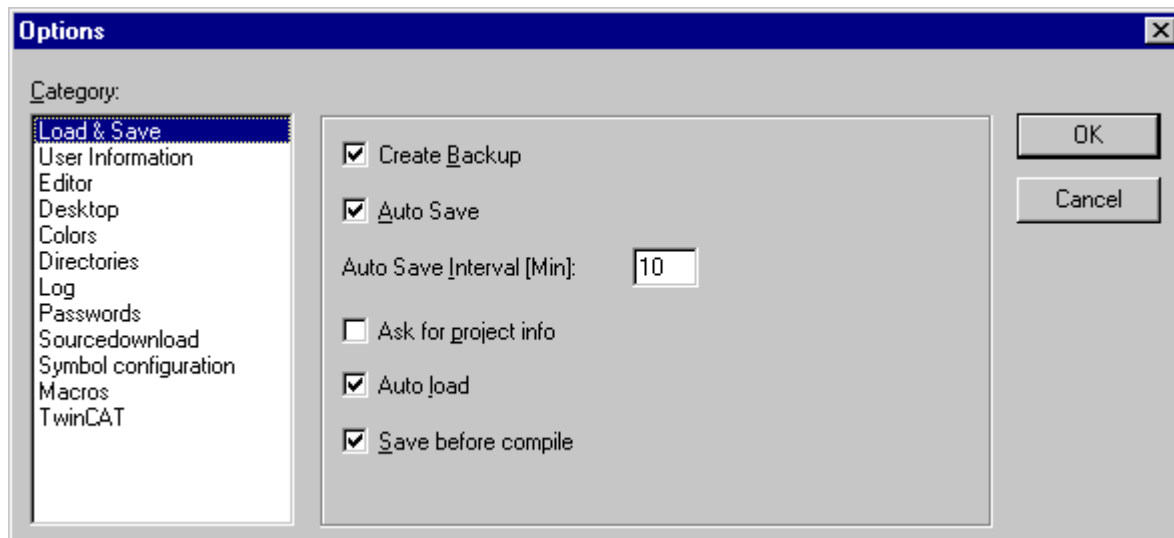 Options
Category:
Load & Save
User Information
Editor
Desktop
Colors
Directories
Log
Passwords
Sourcedownload
Symbol configuration
Macros
TwinCAT
Create Backup
Auto Save
Auto Save Interval [Min]: 10
Ask for project info
Auto load
Save before compile
OK
Cancel